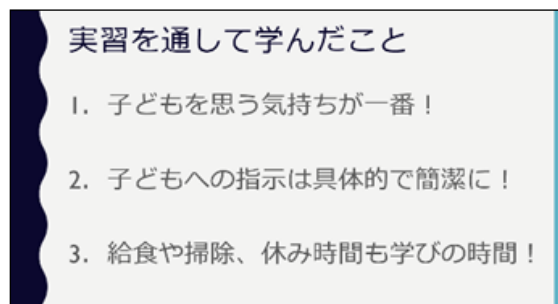 実習を通して学んだこと
1. 子どもを思う気持ちが一番！
2. 子どもへの指示は具体的で簡潔に！
3. 給食や掃除、休み時間も学びの時間！